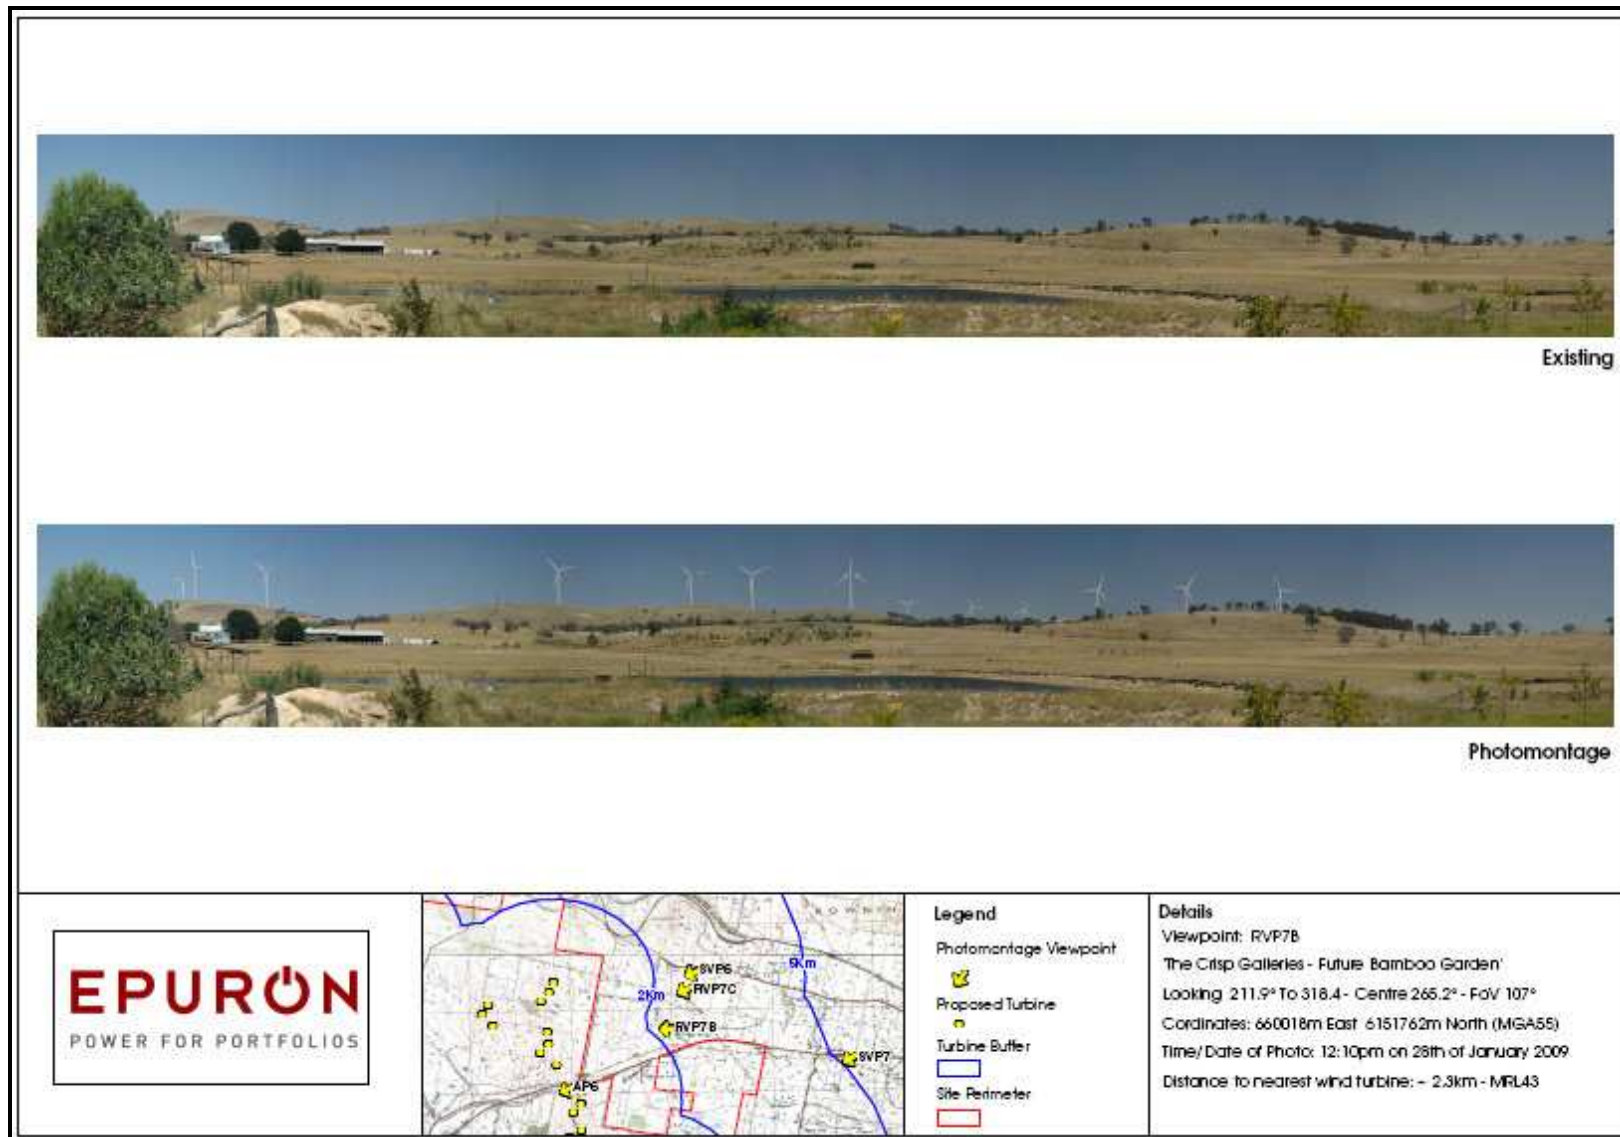 Existing
Photomontage
EPURON
POWER FOR PORTFOLIOS
SVP6
RVP7C
2Km
5Km
RVP7B
SVP7
AP6
Legend
Photomontage Viewpoint
Proposed Turbine
Turbine Buffer
Site Perimeter
Details
Viewpoint: RVP7B
'The Crisp Galleries - Future Bamboo Garden'
Looking 211.9° To 318.4 - Centre 265.2° - FoV 107°
Cordinates: 660018m East 6151762m North (MGA55)
Time/Date of Photo: 12:10pm on 28th of January 2009
Distance to nearest wind turbine: ~ 2.3km - MRL43